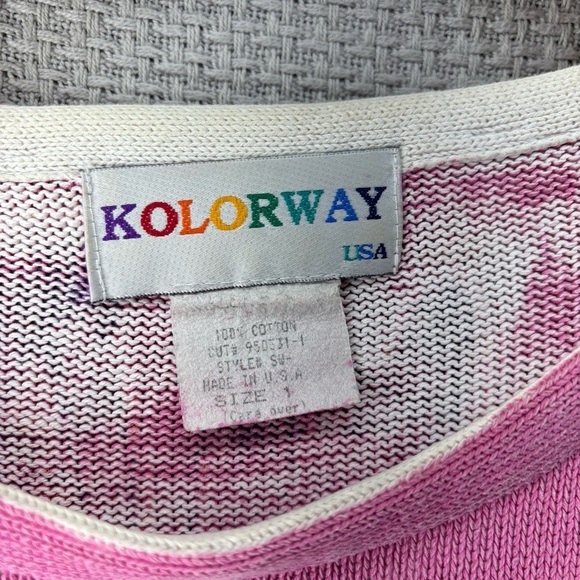 KOLORWAY
USA
100% COTTON
CUT# 950531-1
STYLE# SW-
MADE IN U.S.A
SIZE 1
(Care over)